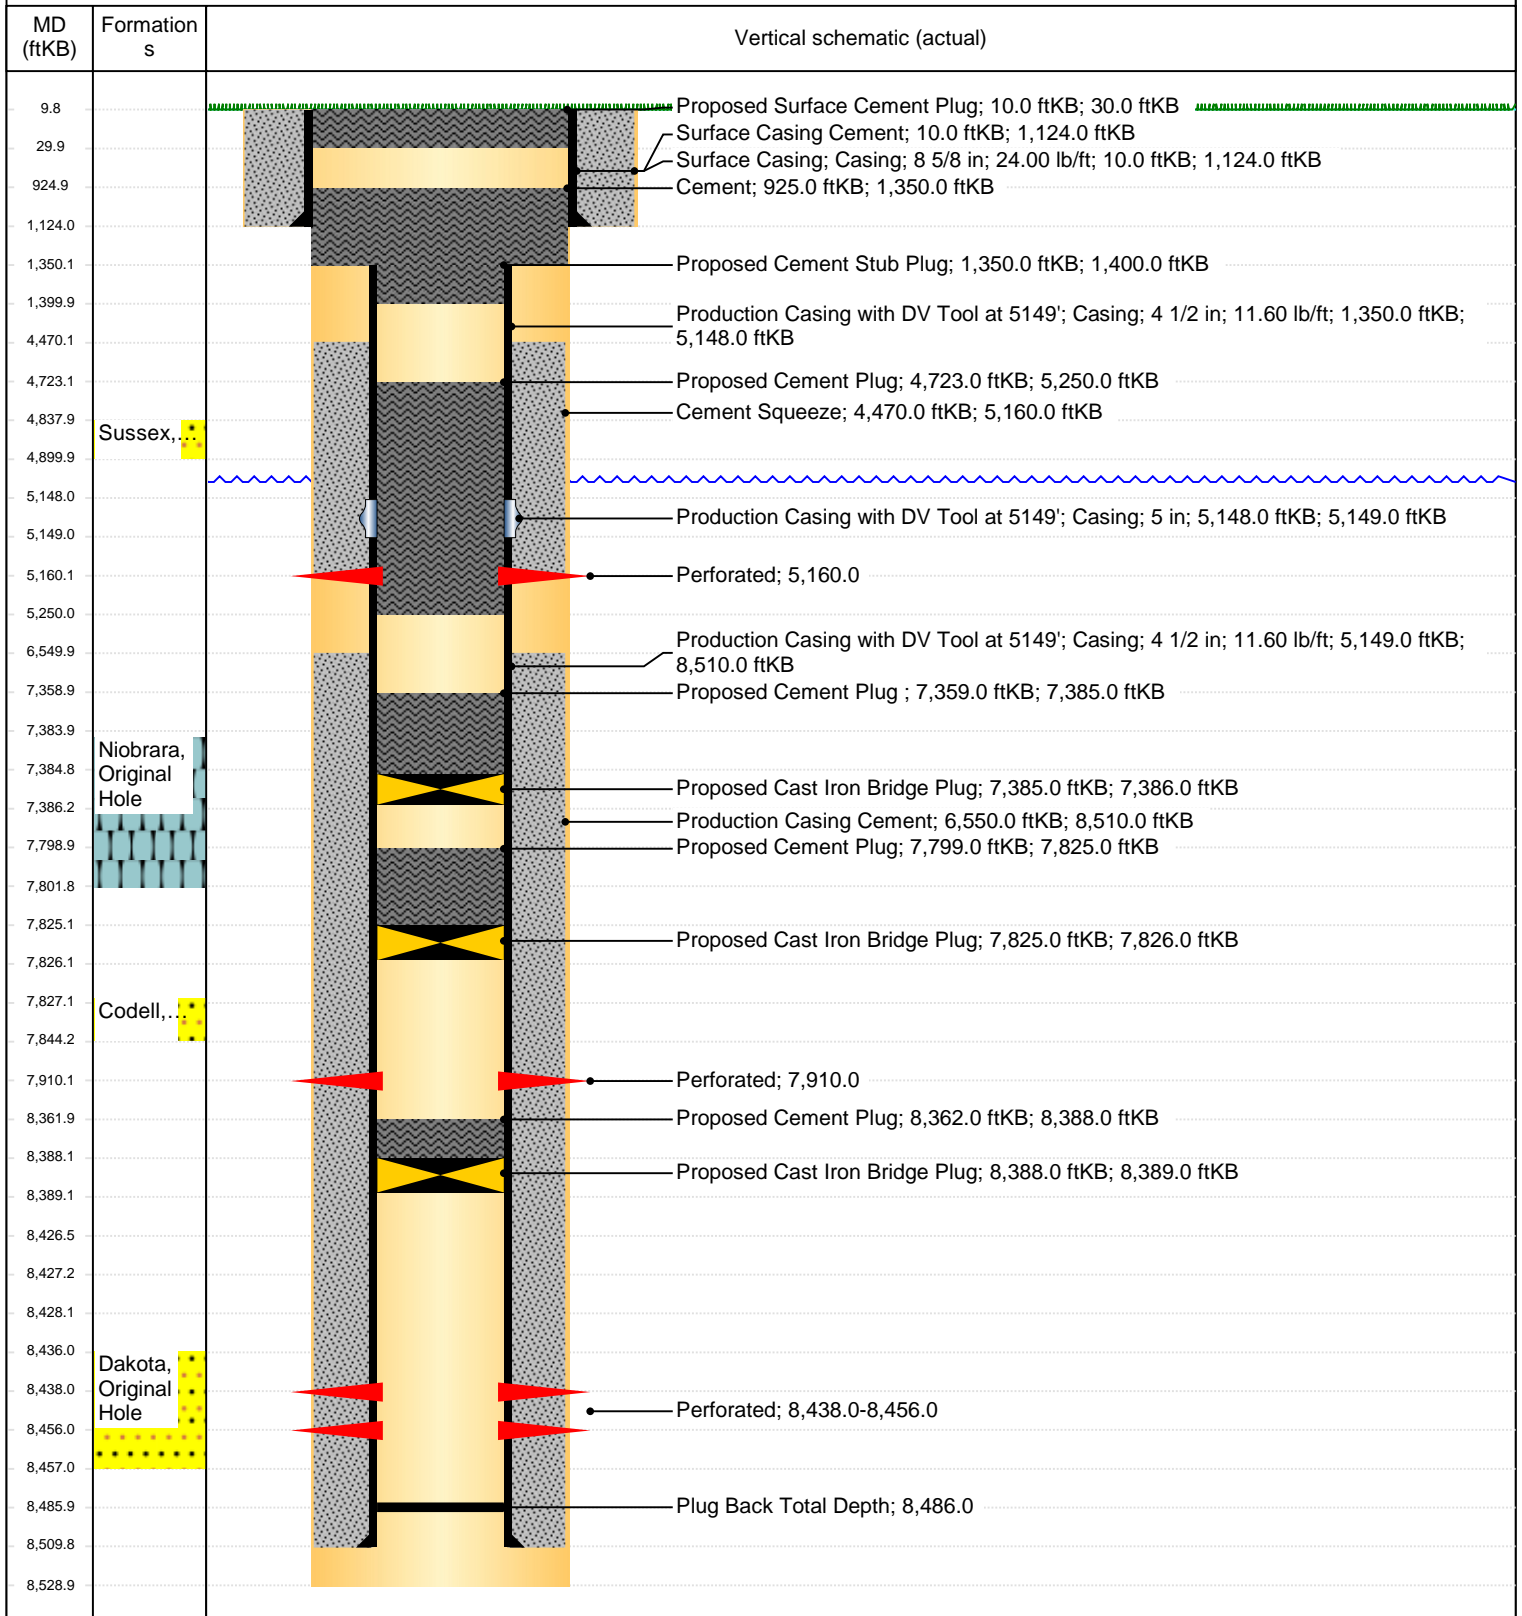 MD
(ftKB)
Formation
s
Vertical schematic (actual)
9.8
Proposed Surface Cement Plug; 10.0 ftKB; 30.0 ftKB
Surface Casing Cement; 10.0 ftKB; 1,124.0 ftKB
29.9
Surface Casing; Casing; 8 5/8 in; 24.00 lb/ft; 10.0 ftKB; 1,124.0 ftKB
924.9
Cement; 925.0 ftKB; 1,350.0 ftKB
1,124.0
1,350.1
Proposed Cement Stub Plug; 1,350.0 ftKB; 1,400.0 ftKB
1,399.9
Production Casing with DV Tool at 5149'; Casing; 4 1/2 in; 11.60 lb/ft; 1,350.0 ftKB;
5,148.0 ftKB
4,470.1
4,723.1
Proposed Cement Plug; 4,723.0 ftKB; 5,250.0 ftKB
Cement Squeeze; 4,470.0 ftKB; 5,160.0 ftKB
4,837.9
Sussex,...
4,899.9
5,148.0
Production Casing with DV Tool at 5149'; Casing; 5 in; 5,148.0 ftKB; 5,149.0 ftKB
5,149.0
5,160.1
Perforated; 5,160.0
5,250.0
Production Casing with DV Tool at 5149'; Casing; 4 1/2 in; 11.60 lb/ft; 5,149.0 ftKB;
8,510.0 ftKB
6,549.9
7,358.9
Proposed Cement Plug ; 7,359.0 ftKB; 7,385.0 ftKB
7,383.9
Niobrara,
Original
Hole
7,384.8
Proposed Cast Iron Bridge Plug; 7,385.0 ftKB; 7,386.0 ftKB
7,386.2
Production Casing Cement; 6,550.0 ftKB; 8,510.0 ftKB
7,798.9
Proposed Cement Plug; 7,799.0 ftKB; 7,825.0 ftKB
7,801.8
7,825.1
Proposed Cast Iron Bridge Plug; 7,825.0 ftKB; 7,826.0 ftKB
7,826.1
7,827.1
Codell,...
7,844.2
7,910.1
Perforated; 7,910.0
8,361.9
Proposed Cement Plug; 8,362.0 ftKB; 8,388.0 ftKB
8,388.1
Proposed Cast Iron Bridge Plug; 8,388.0 ftKB; 8,389.0 ftKB
8,389.1
8,426.5
8,427.2
8,428.1
8,436.0
Dakota,
Original
Hole
8,438.0
Perforated; 8,438.0-8,456.0
8,456.0
8,457.0
8,485.9
Plug Back Total Depth; 8,486.0
8,509.8
8,528.9